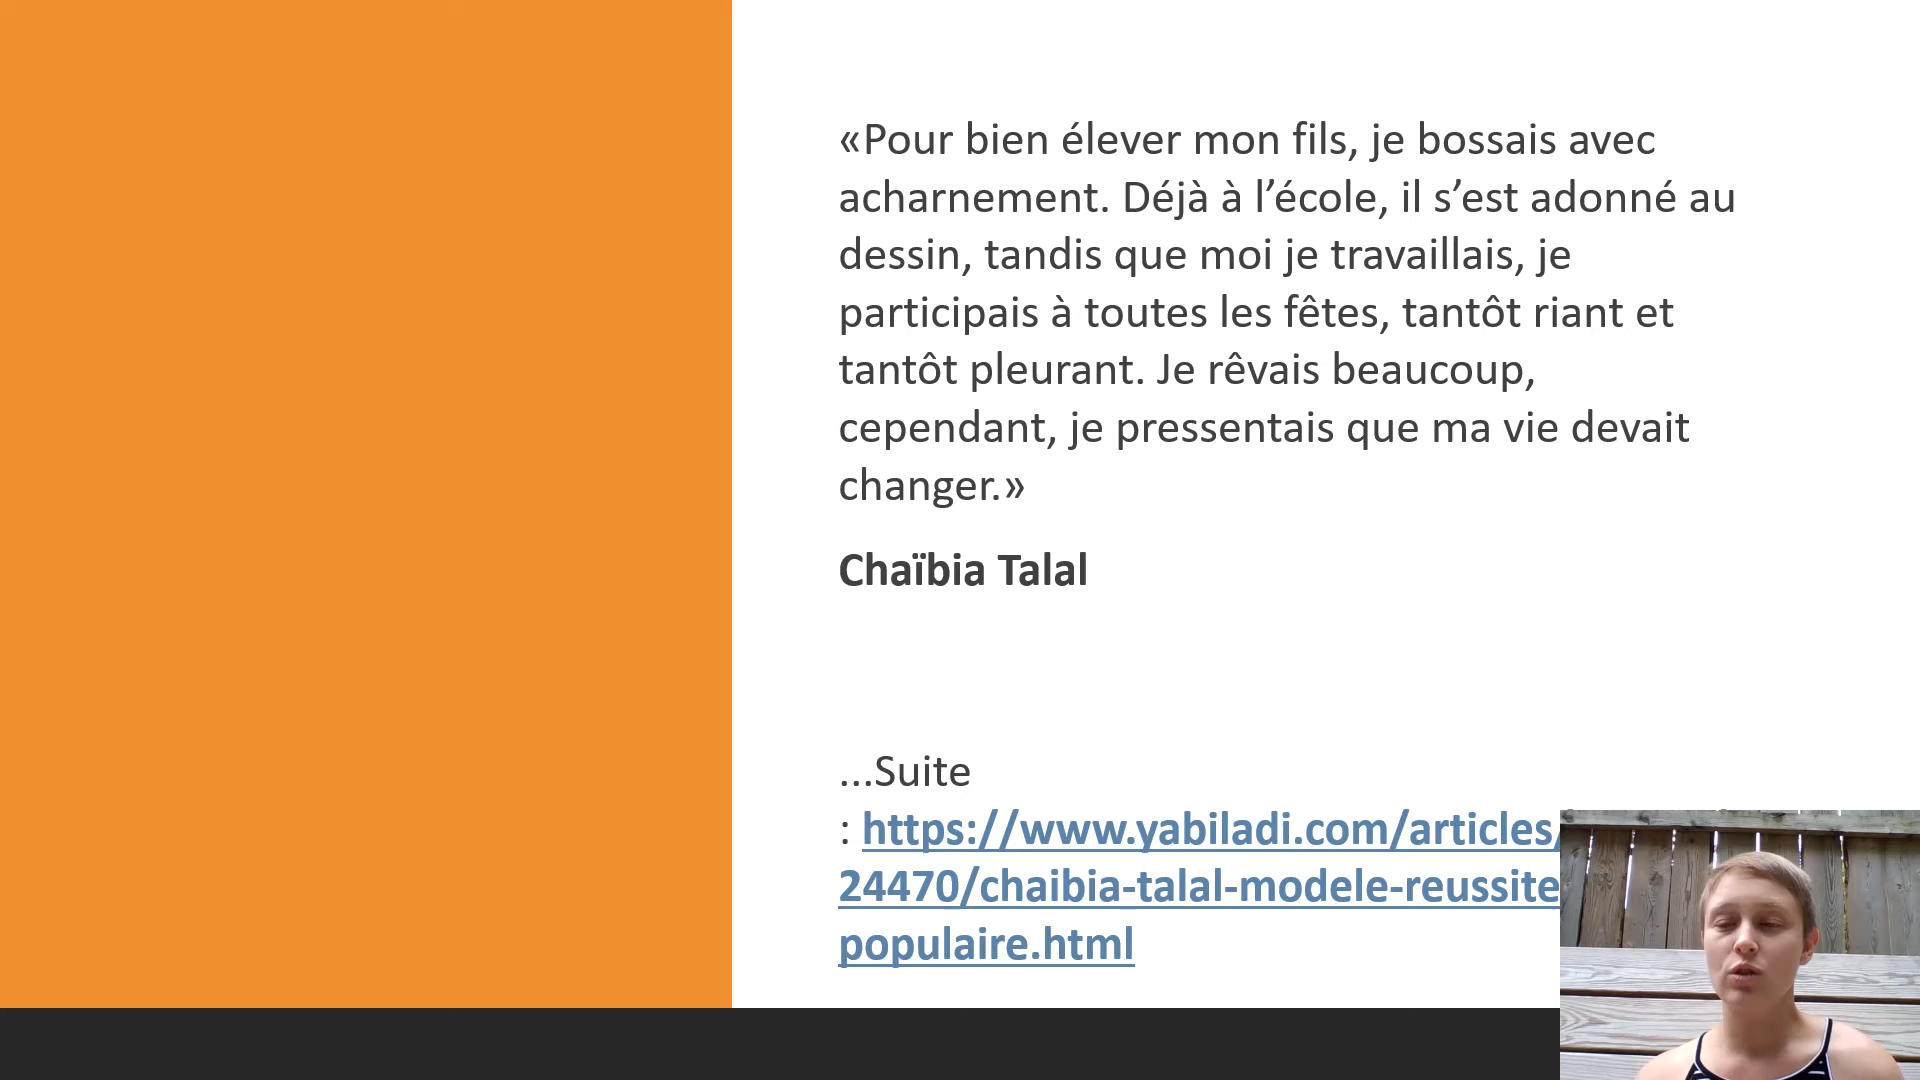 «Pour bien élever mon fils, je bossais avec
acharnement. Déjà à l’école, il s’est adonné au
dessin, tandis que moi je travaillais, je
participais à toutes les fêtes, tantôt riant et
tantôt pleurant. Je rêvais beaucoup,
cependant, je pressentais que ma vie devait
changer.»
Chaïbia Talal
...Suite
: https://www.yabiladi.com/articles/
24470/chaibia-talal-modele-reussite
populaire.html